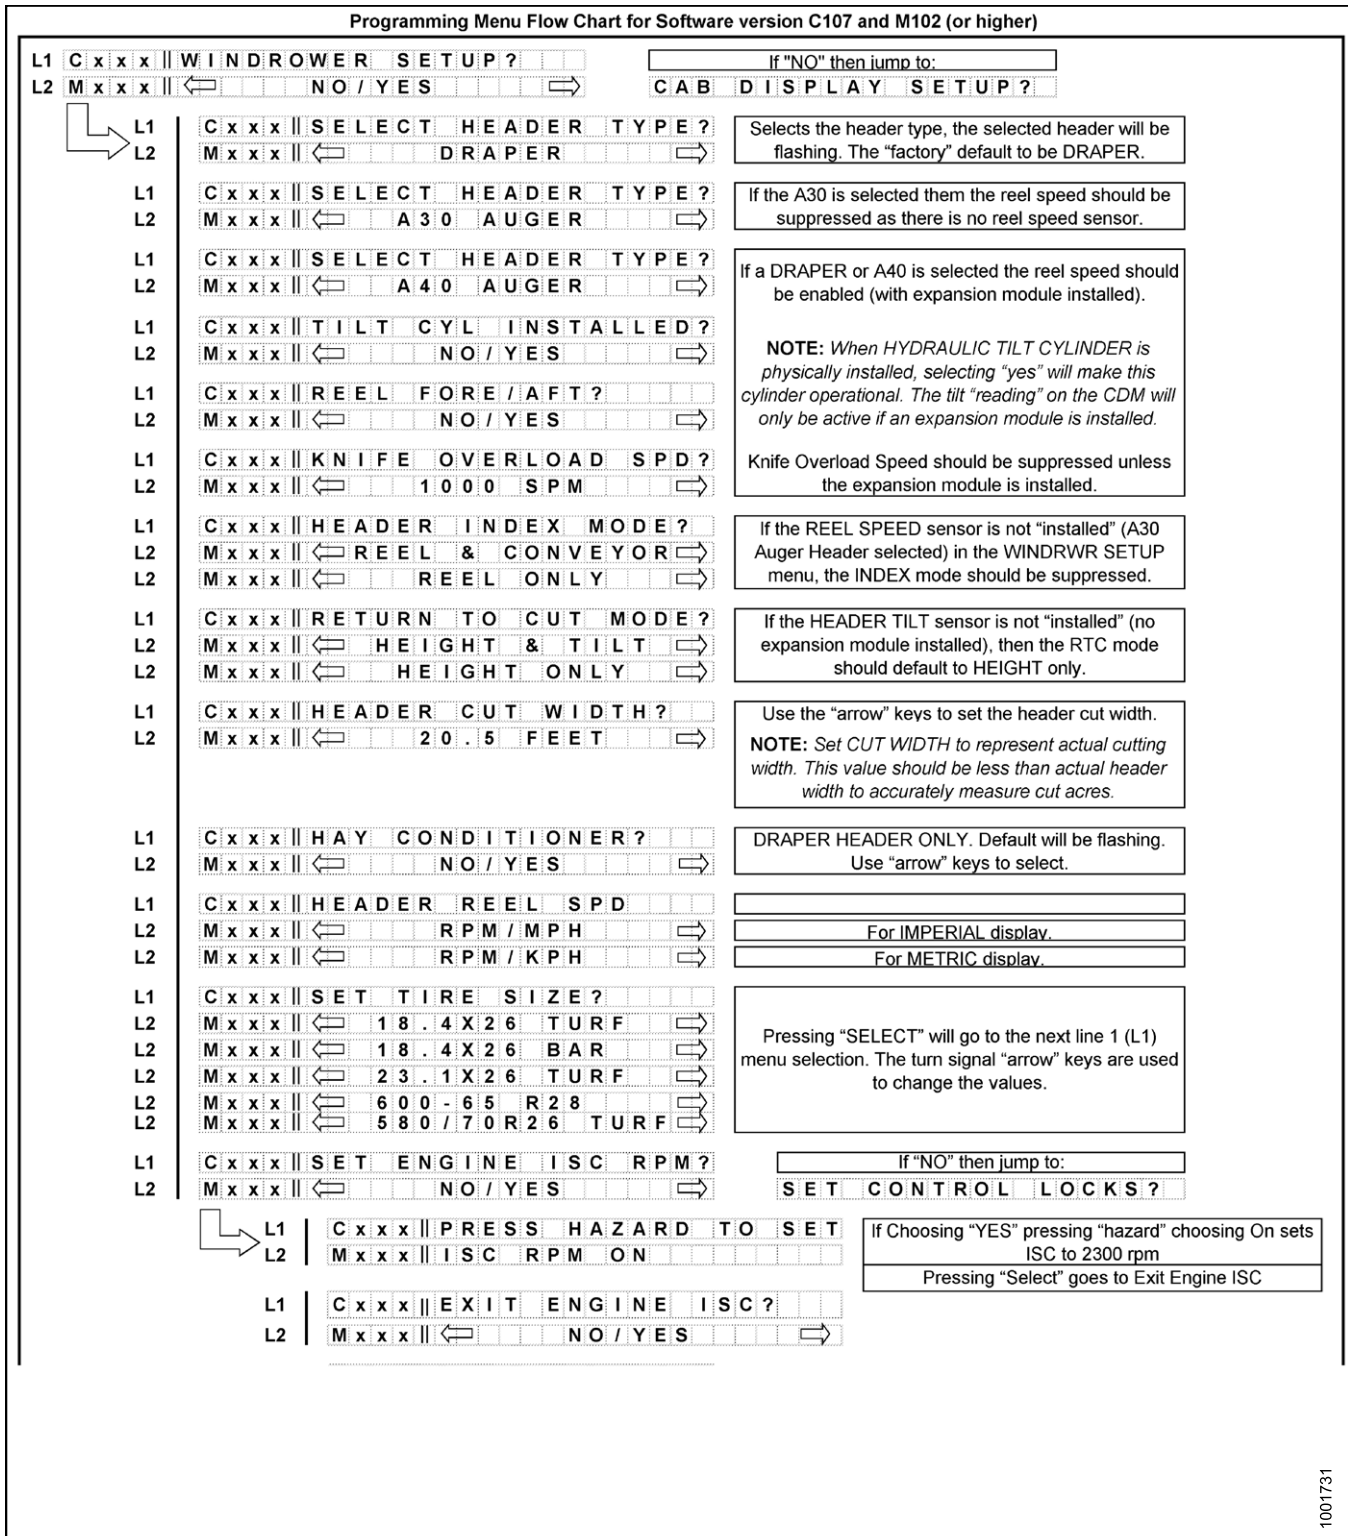 Programming Menu Flow Chart for Software version C107 and M102 (or higher)
L1 Cxxx||WINDROWER SETUP?
If "NO" then jump to:
L2 Mxxx|| NO/YES
CAB DISPLAY SETUP?
L1 Cxxx||SELECT HEADER TYPE?
L2 Mxxx|| DRAPER
Selects the header type, the selected header will be
flashing. The “factory” default to be DRAPER.
L1 Cxxx||SELECT HEADER TYPE?
L2 Mxxx|| A30 AUGER
If the A30 is selected them the reel speed should be
suppressed as there is no reel speed sensor.
L1 Cxxx||SELECT HEADER TYPE?
L2 Mxxx|| A40 AUGER
L1 Cxxx||TILT CYL INSTALLED?
L2 Mxxx|| NO/YES
L1 Cxxx||REEL FORE/AFT?
L2 Mxxx|| NO/YES
L1 Cxxx||KNIFE OVERLOAD SPD?
L2 Mxxx|| 1000 SPM
If a DRAPER or A40 is selected the reel speed should
be enabled (with expansion module installed).
NOTE: When HYDRAULIC TILT CYLINDER is
physically installed, selecting “yes” will make this
cylinder operational. The tilt “reading” on the CDM will
only be active if an expansion module is installed.
Knife Overload Speed should be suppressed unless
the expansion module is installed.
L1 Cxxx||HEADER INDEX MODE?
L2 Mxxx|| REEL & CONVEYOR
L2 Mxxx|| REEL ONLY
If the REEL SPEED sensor is not “installed” (A30
Auger Header selected) in the WINDRWR SETUP
menu, the INDEX mode should be suppressed.
L1 Cxxx||RETURN TO CUT MODE?
L2 Mxxx|| HEIGHT & TILT
L2 Mxxx|| HEIGHT ONLY
If the HEADER TILT sensor is not “installed” (no
expansion module installed), then the RTC mode
should default to HEIGHT only.
L1 Cxxx||HEADER CUT WIDTH?
L2 Mxxx|| 20.5 FEET
Use the “arrow” keys to set the header cut width.
NOTE: Set CUT WIDTH to represent actual cutting
width. This value should be less than actual header
width to accurately measure cut acres.
L1 Cxxx||HAY CONDITIONER?
L2 Mxxx|| NO/YES
DRAPER HEADER ONLY. Default will be flashing.
Use “arrow” keys to select.
L1 Cxxx||HEADER REEL SPD
L2 Mxxx|| RPM/MPH
For IMPERIAL display.
L2 Mxxx|| RPM/KPH
For METRIC display.
L1 Cxxx||SET TIRE SIZE?
L2 Mxxx|| 18.4X26 TURF
L2 Mxxx|| 18.4X26 BAR
L2 Mxxx|| 23.1X26 TURF
L2 Mxxx|| 600-65 R28
L2 Mxxx|| 580/70R26 TURF
Pressing “SELECT” will go to the next line 1 (L1)
menu selection. The turn signal “arrow” keys are used
to change the values.
L1 Cxxx||SET ENGINE ISC RPM?
If “NO” then jump to:
L2 Mxxx|| NO/YES
SET CONTROL LOCKS?
L1 Cxxx||PRESS HAZARD TO SET
L2 Mxxx||ISC RPM ON
If Choosing “YES” pressing “hazard” choosing On sets
ISC to 2300 rpm
Pressing “Select” goes to Exit Engine ISC
L1 Cxxx||EXIT ENGINE ISC?
L2 Mxxx|| NO/YES
1001731